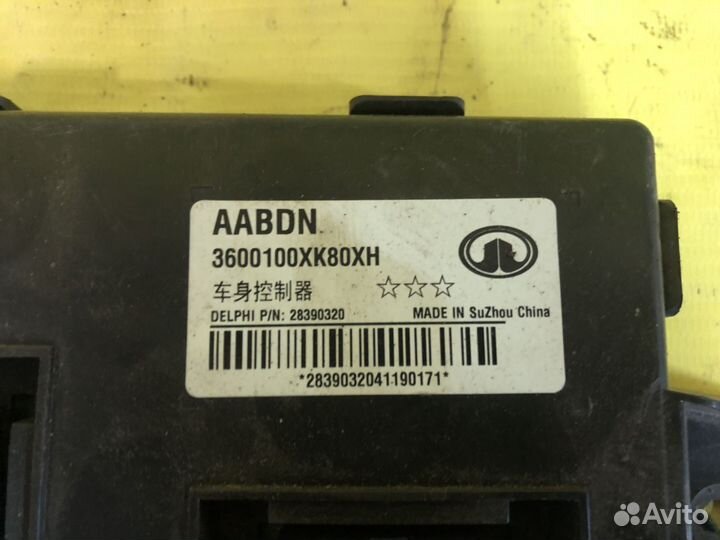 AABDN
3600100XK80XH
车身控制器 ☆☆☆
DELPHI P/N: 28390320 MADE IN SuZhou China
*2839032041190171*
Avito